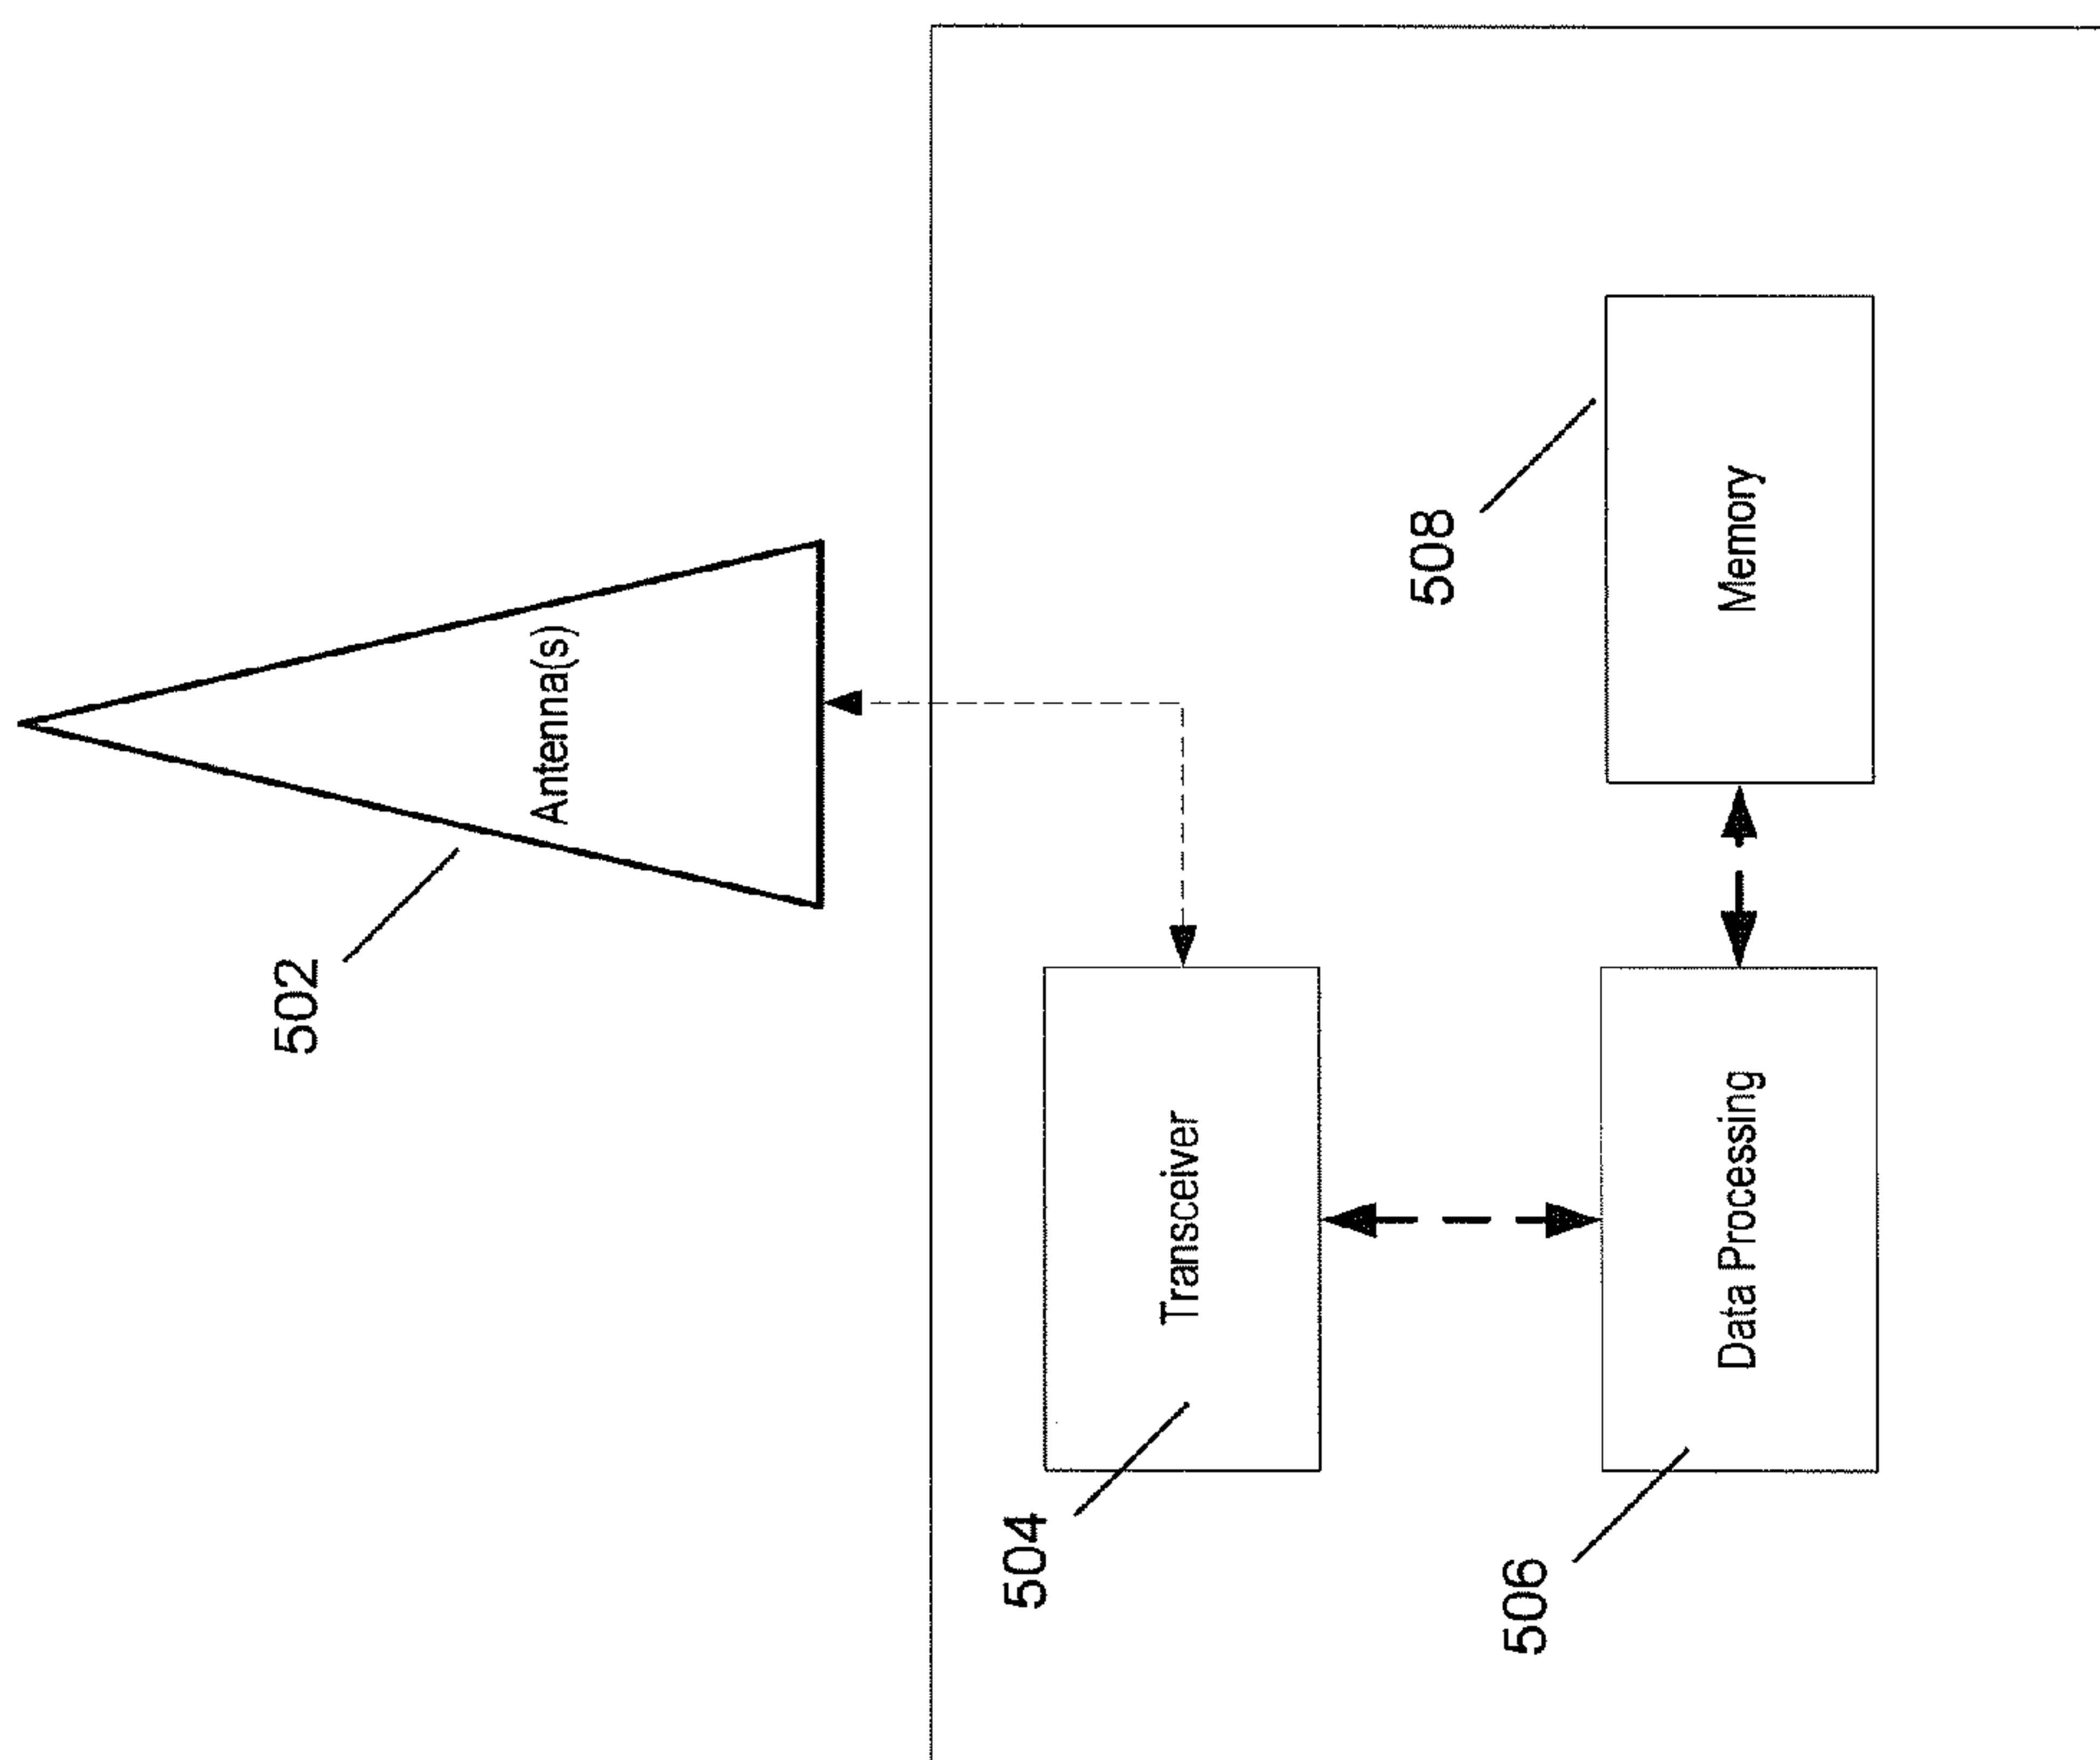 502
Antenna(s)
504
Transceiver
508
Memory
506
Data Processing